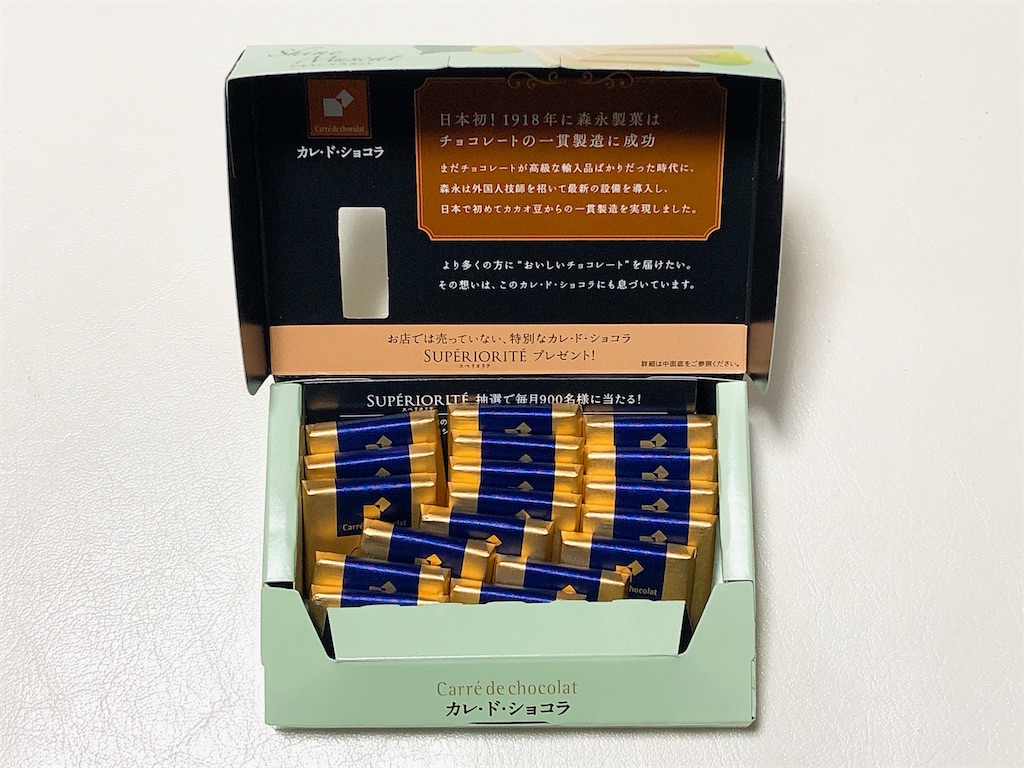 Shine
Muscat
Carré de chocolat
カレ・ド・ショコラ
日本初! 1918年に森永製菓は
チョコレートの一貫製造に成功
まだチョコレートが高級な輸入品ばかりだった時代に、
森永は外国人技師を招いて最新の設備を導入し、
日本で初めてカカオ豆からの一貫製造を実現しました。
より多くの方に“おいしいチョコレート”を届けたい。
その想いは、このカレ・ド・ショコラにも息づいています。
お店では売っていない、特別なカレ・ド・ショコラ
SUPÉRIORITÉ プレゼント!
スペリオリテ
詳細は中面底をご参照ください。
SUPÉRIORITÉ 抽選で毎月900名様に当たる!
スペリオリテ
Carré de chocolat
chocolat
Carré de chocolat
カレ・ド・ショコラ